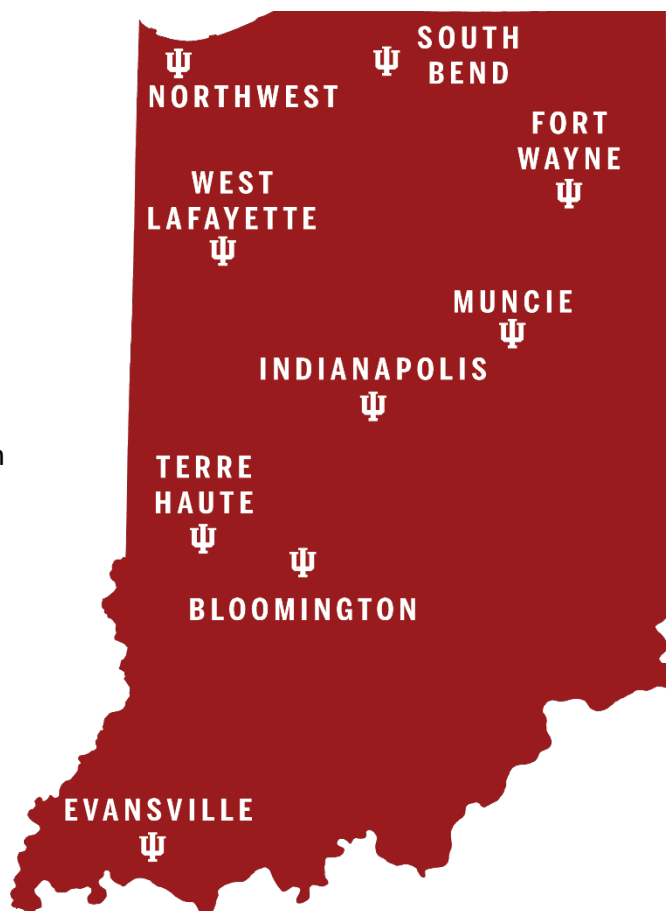 SOUTH
BEND
NORTHWEST
FORT
WAYNE
WEST
LAFAYETTE
MUNCIE
INDIANAPOLIS
TERRE
HAUTE
BLOOMINGTON
EVANSVILLE